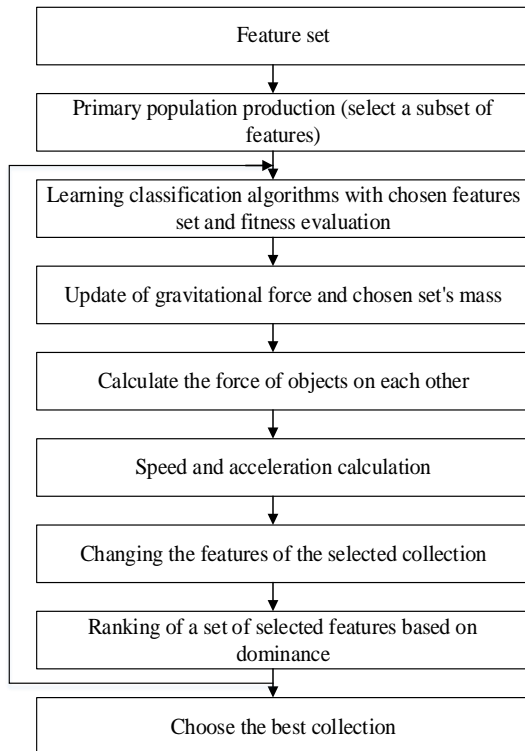 Feature set
Primary population production (select a subset of
features)
Learning classification algorithms with chosen features
set and fitness evaluation
Update of gravitational force and chosen set's mass
Calculate the force of objects on each other
Speed and acceleration calculation
Changing the features of the selected collection
Ranking of a set of selected features based on
dominance
Choose the best collection